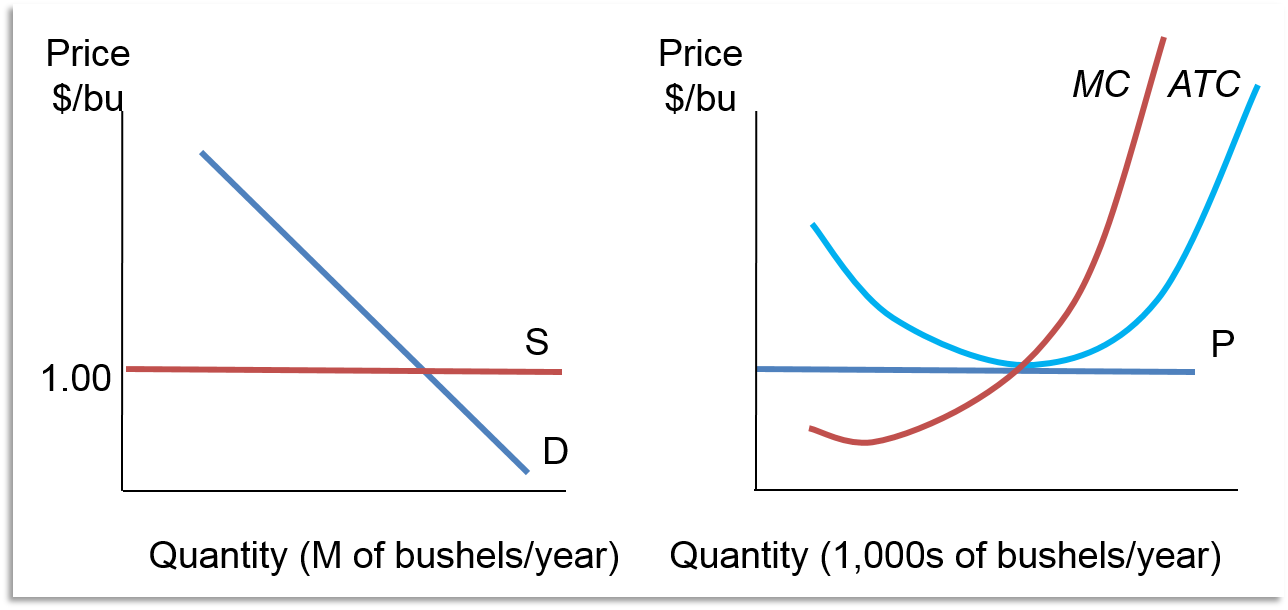 Price
$/bu
S
1.00
D
Quantity (M of bushels/year)
Price
$/bu
MC
ATC
P
Quantity (1,000s of bushels/year)